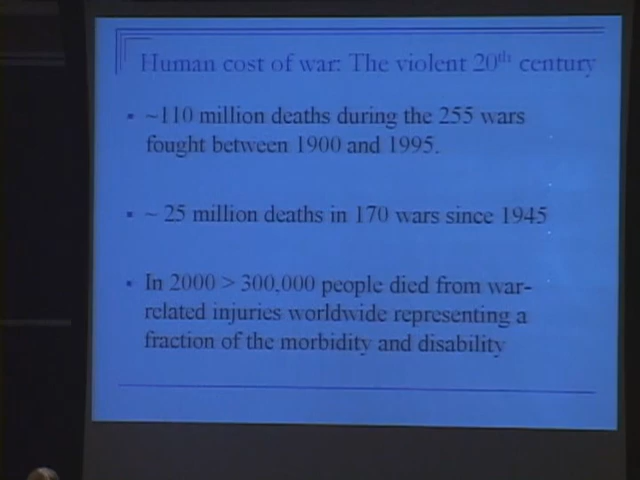 Human cost of war: The violent 20th century
▪ ~110 million deaths during the 255 wars
fought between 1900 and 1995.
▪ ~ 25 million deaths in 170 wars since 1945
▪ In 2000 > 300,000 people died from war-
related injuries worldwide representing a
fraction of the morbidity and disability